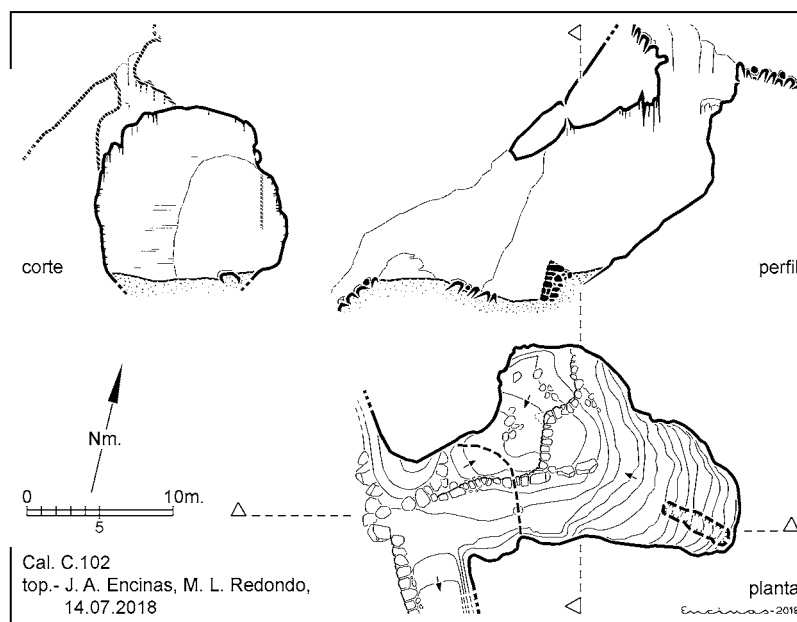 corte
perfil
Nm.
0 10m.
5
Cal. C.102
top.- J. A. Encinas, M. L. Redondo,
14.07.2018
planta
Encinas-2018